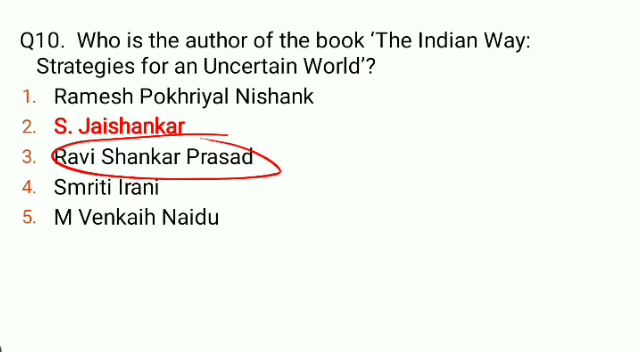 Q10. Who is the author of the book ‘The Indian Way:
Strategies for an Uncertain World’?
1. Ramesh Pokhriyal Nishank
2. S. Jaishankar
3. Ravi Shankar Prasad
4. Smriti Irani
5. M Venkaih Naidu